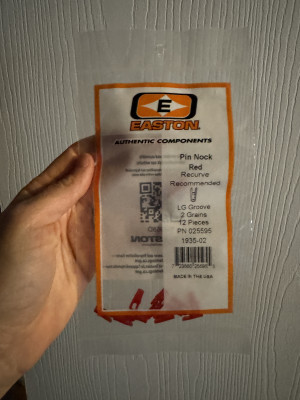 E
EASTON
AUTHENTIC COMPONENTS
Pin Nock
Red
Recurve
Recommended
LG Groove
2 Grains
12 Pieces
PN 025595
1935-02
MADE IN THE USA